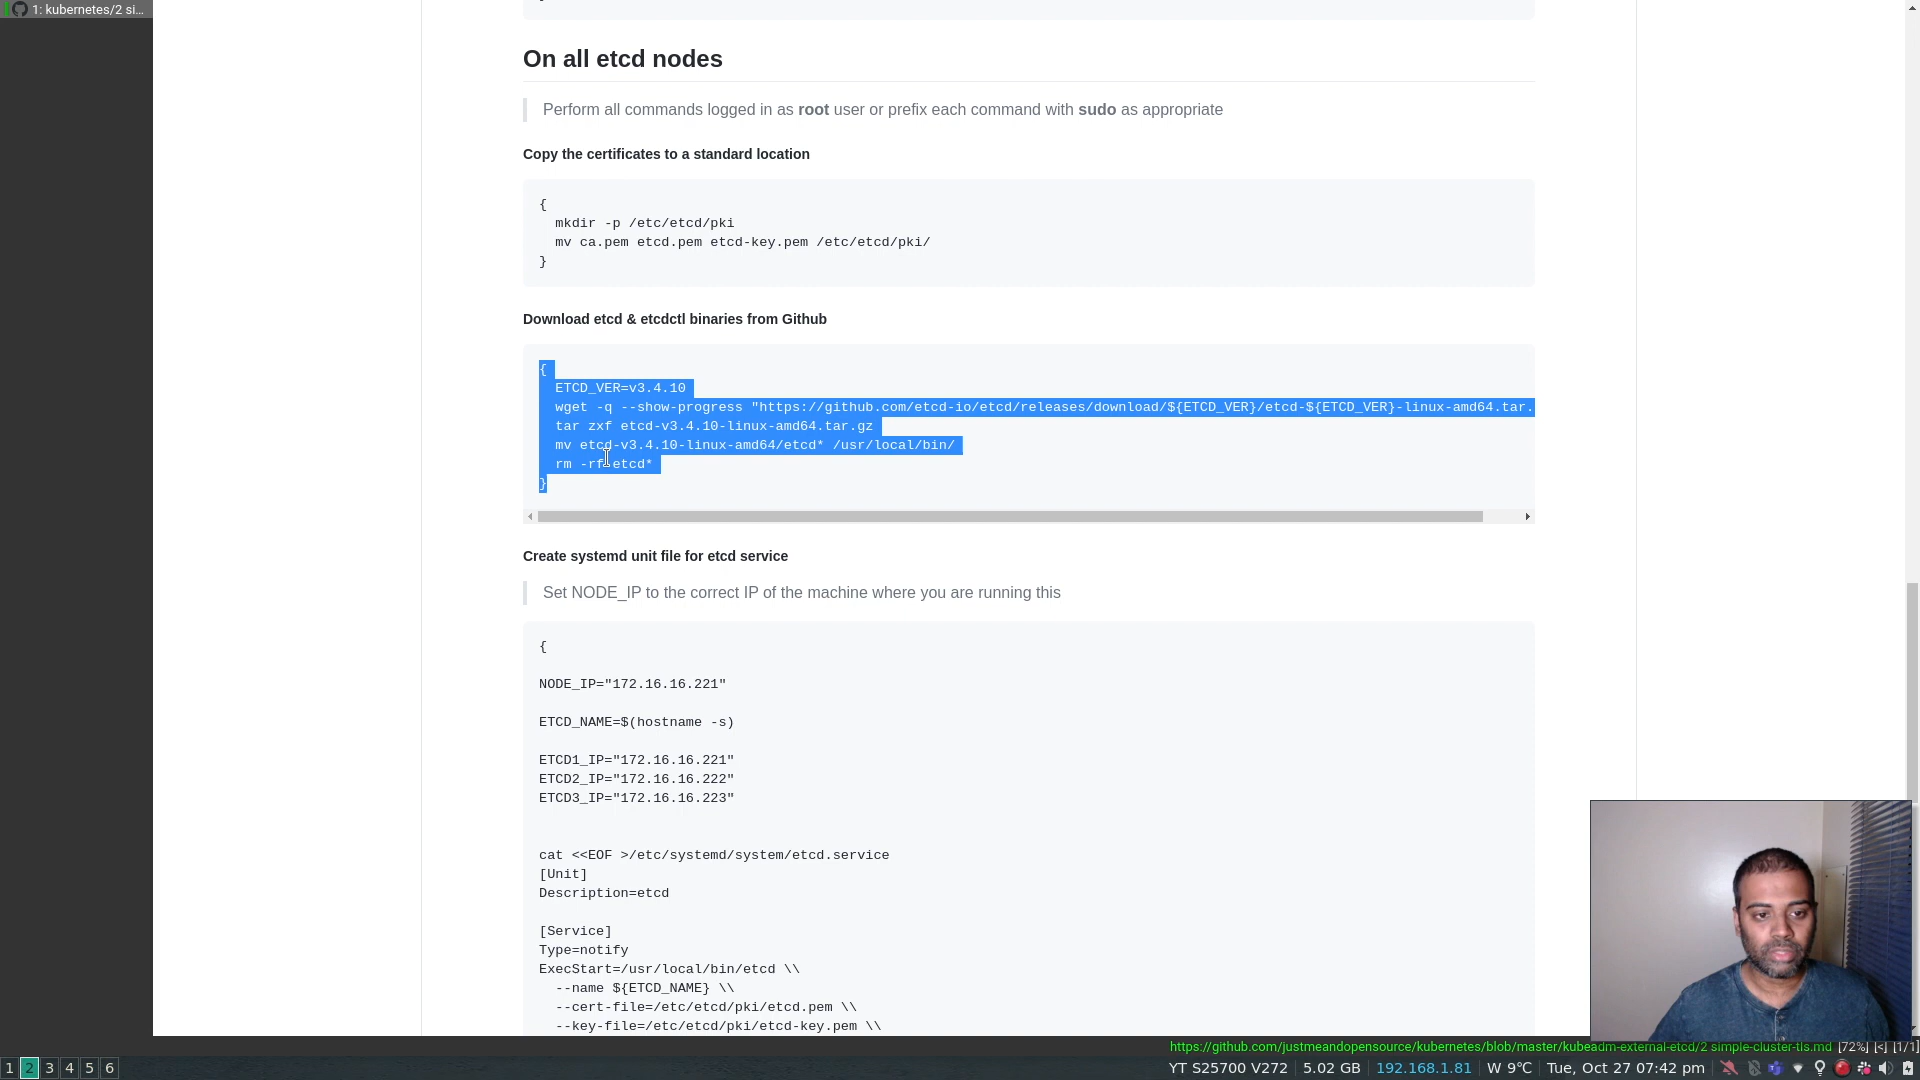 1: kubernetes/2 si...
On all etcd nodes
Perform all commands logged in as root user or prefix each command with sudo as appropriate
Copy the certificates to a standard location
{
mkdir -p /etc/etcd/pki
mv ca.pem etcd.pem etcd-key.pem /etc/etcd/pki/
}
Download etcd & etcdctl binaries from Github
{
ETCD_VER=v3.4.10
wget -q --show-progress "https://github.com/etcd-io/etcd/releases/download/${ETCD_VER}/etcd-${ETCD_VER}-linux-amd64.tar.
tar zxf etcd-v3.4.10-linux-amd64.tar.gz
mv etcd-v3.4.10-linux-amd64/etcd* /usr/local/bin/
rm -rf etcd*
}
Create systemd unit file for etcd service
Set NODE_IP to the correct IP of the machine where you are running this
{
NODE_IP="172.16.16.221"
ETCD_NAME=$(hostname -s)
ETCD1_IP="172.16.16.221"
ETCD2_IP="172.16.16.222"
ETCD3_IP="172.16.16.223"
cat <<EOF >/etc/systemd/system/etcd.service
[Unit]
Description=etcd
[Service]
Type=notify
ExecStart=/usr/local/bin/etcd \\
--name ${ETCD_NAME} \\
--cert-file=/etc/etcd/pki/etcd.pem \\
--key-file=/etc/etcd/pki/etcd-key.pem \\
https://github.com/justmeandopensource/kubernetes/blob/master/kubeadm-external-etcd/2 simple-cluster-tls.md [72%] [<] [1/1]
1 2 3 4 5 6 YT S25700 V272 5.02 GB 192.168.1.81 W 9°C Tue, Oct 27 07:42 pm